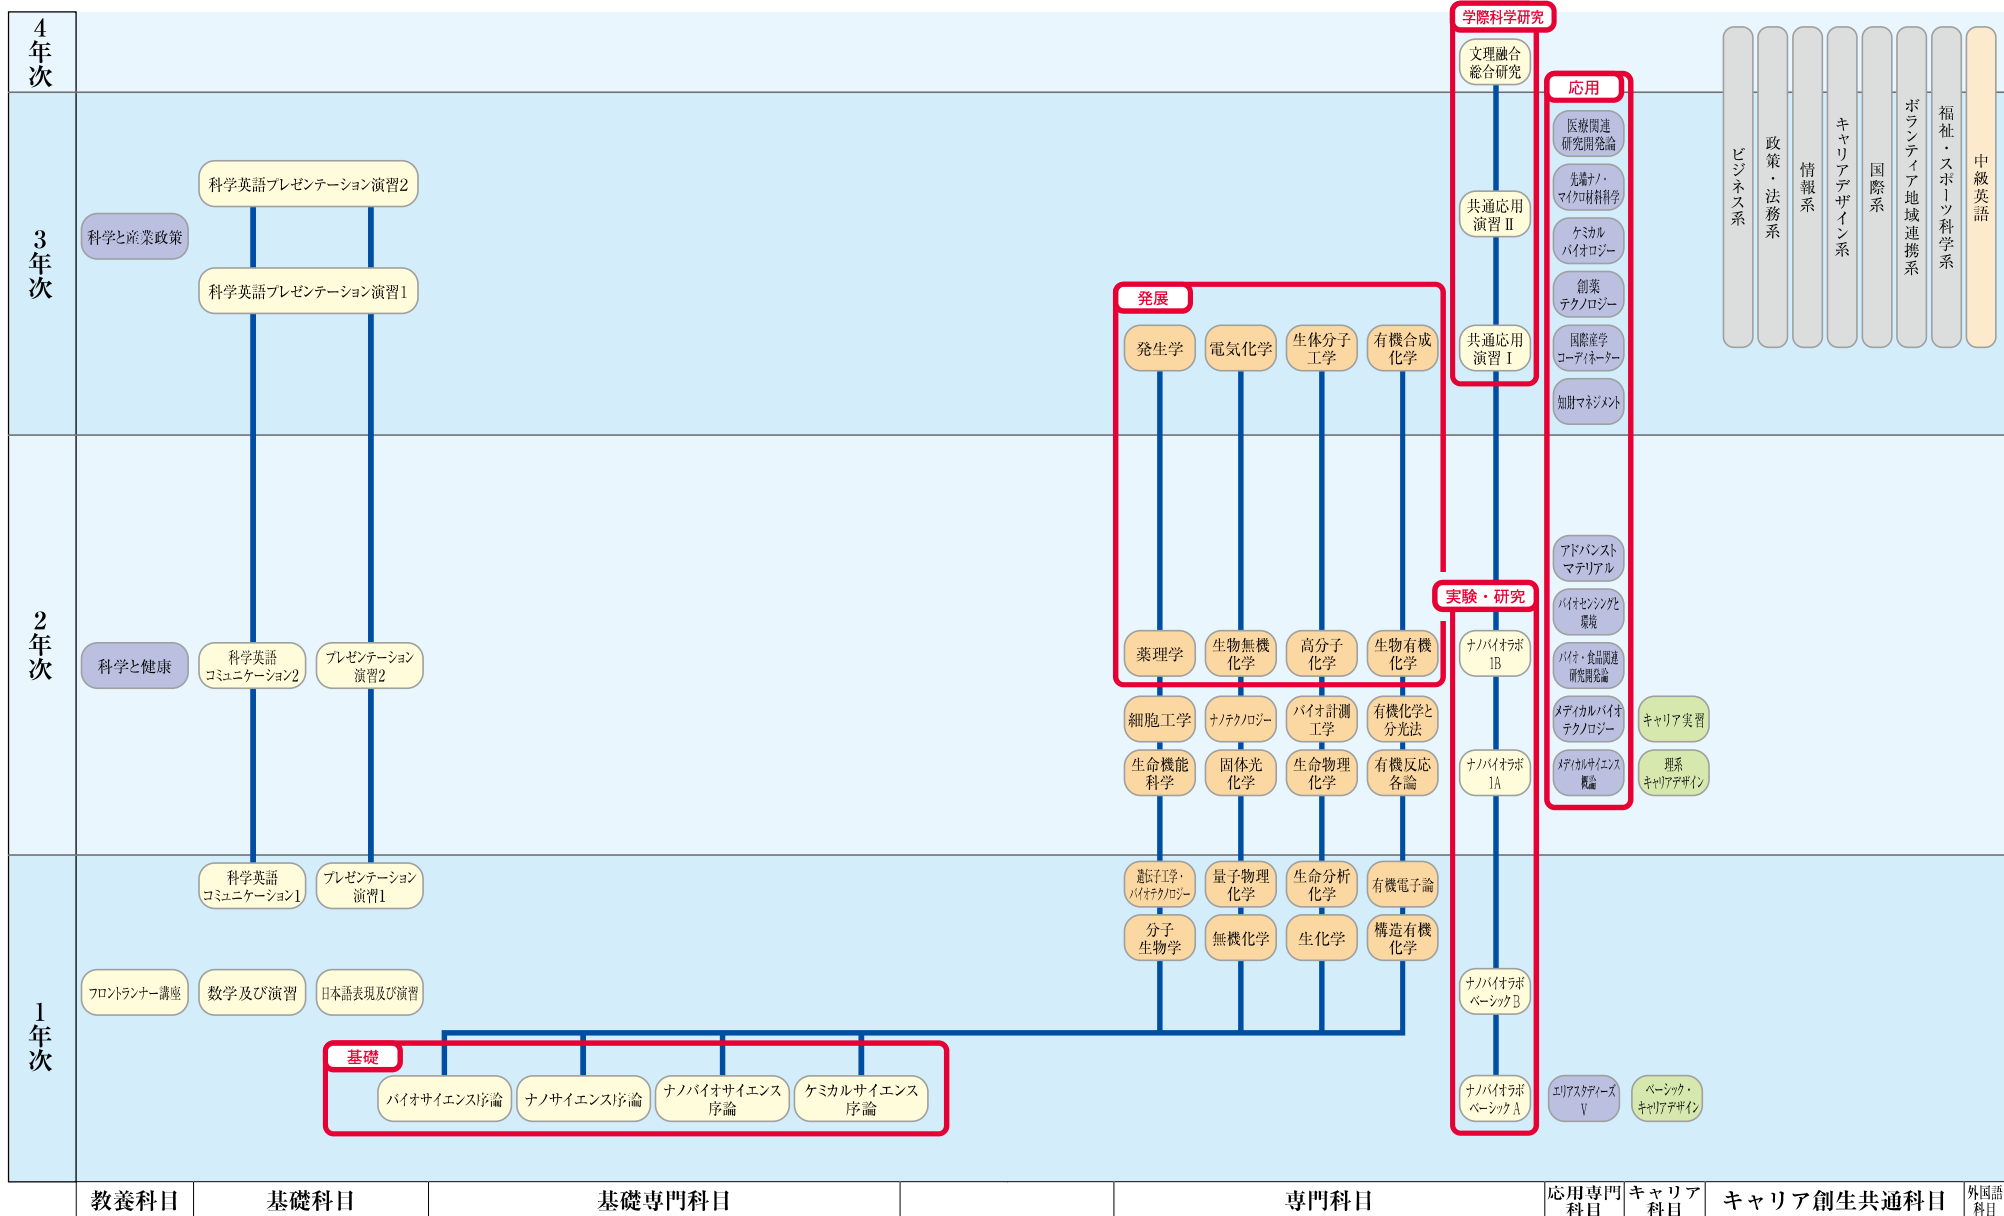 4年次
学際科学研究
文理融合
総合研究
3年次
応用
医療関連
研究開発論
先端ナノ・
マイクロ材料科学
ケミカル
バイオロジー
創薬
テクノロジー
国際産学
コーディネーター
知財マネジメント
科学と産業政策
科学英語プレゼンテーション演習2
科学英語プレゼンテーション演習1
共通応用
演習 II
共通応用
演習 I
発展
発生学
電気化学
生体分子
工学
有機合成
化学
ビジネス系
政策・法務系
情報系
キャリアデザイン系
国際系
ボランティア地域連携系
福祉・スポーツ科学系
中級英語
2年次
科学と健康
科学英語
コミュニケーション2
プレゼンテーション
演習2
薬理学
生物無機
化学
高分子
化学
生物有機
化学
細胞工学
ナノテクノロジー
バイオ計測
工学
有機化学と
分光法
生命機能
科学
固体光
化学
生命物理
化学
有機反応
各論
実験・研究
ナノバイオラボ
1B
ナノバイオラボ
1A
アドバンスト
マテリアル
バイオセンシングと
環境
バイオ・食品関連
研究開発論
メディカルバイオ
テクノロジー
メディカルサイエンス
概論
キャリア実習
理系
キャリアデザイン
1年次
科学英語
コミュニケーション1
プレゼンテーション
演習1
遺伝子工学・
バイオテクノロジー
量子物理
化学
生命分析
化学
有機電子論
分子
生物学
無機化学
生化学
構造有機
化学
フロントランナー講座
数学及び演習
日本語表現及び演習
ナノバイオラボ
ベーシック B
基礎
バイオサイエンス序論
ナノサイエンス序論
ナノバイオサイエンス
序論
ケミカルサイエンス
序論
ナノバイオラボ
ベーシック A
エリアスタディーズ
V
ベーシック・
キャリアデザイン
教養科目
基礎科目
基礎専門科目
専門科目
応用専門
科目
キャリア
科目
キャリア創生共通科目
外国語
科目